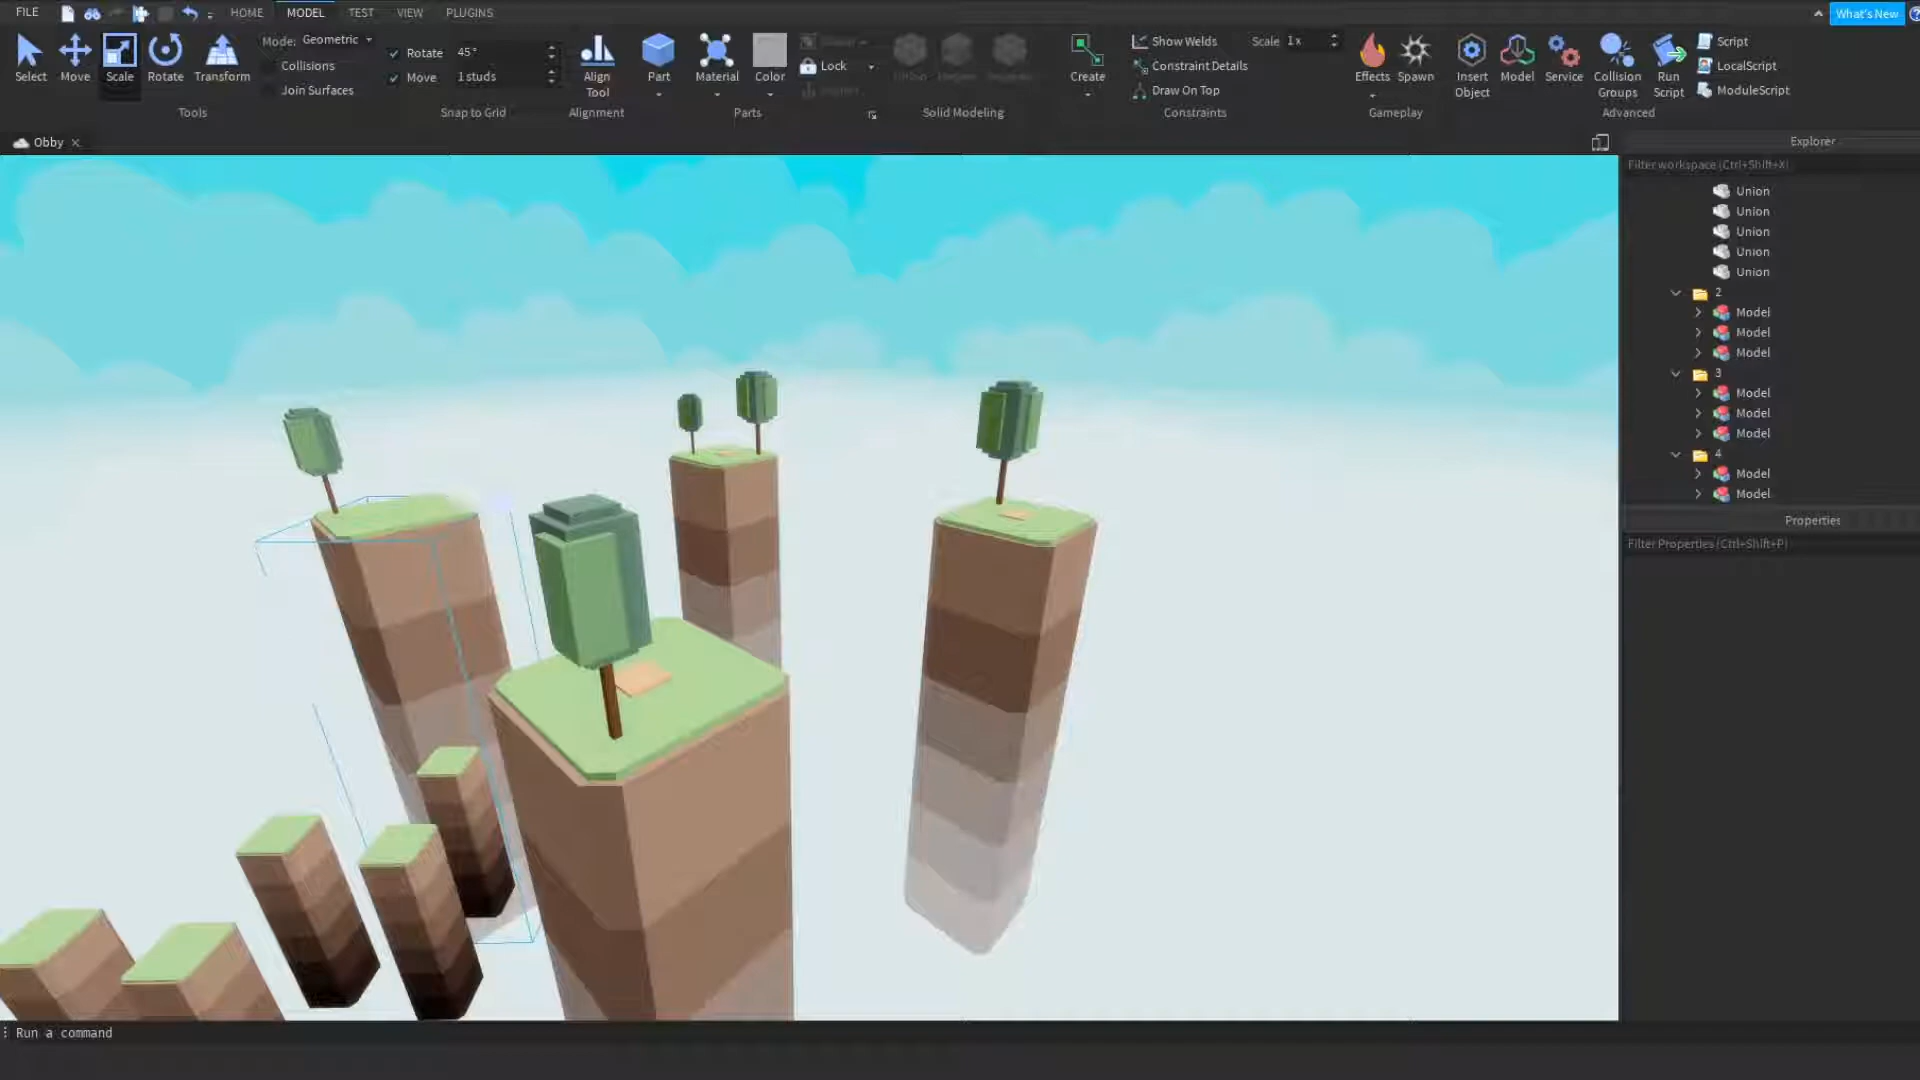 FILE HOME MODEL TEST VIEW PLUGINS What's New
Select Move Scale Rotate Transform
Mode: Geometric
Collisions
Join Surfaces
Tools
Rotate 45°
Move 1 studs
Snap to Grid
Align Tool
Alignment
Part Material Color
Lock
Parts
Solid Modeling
Create
Show Welds Scale 1x
Constraint Details
Draw On Top
Constraints
Effects Spawn
Gameplay
Insert Object
Model
Service
Collision Groups
Run Script
Script
LocalScript
ModuleScript
Advanced
Obby
Explorer
Filter workspace (Ctrl+Shift+X)
Union
Union
Union
Union
Union
2
Model
Model
Model
3
Model
Model
Model
4
Model
Model
Properties
Filter Properties (Ctrl+Shift+P)
Run a command